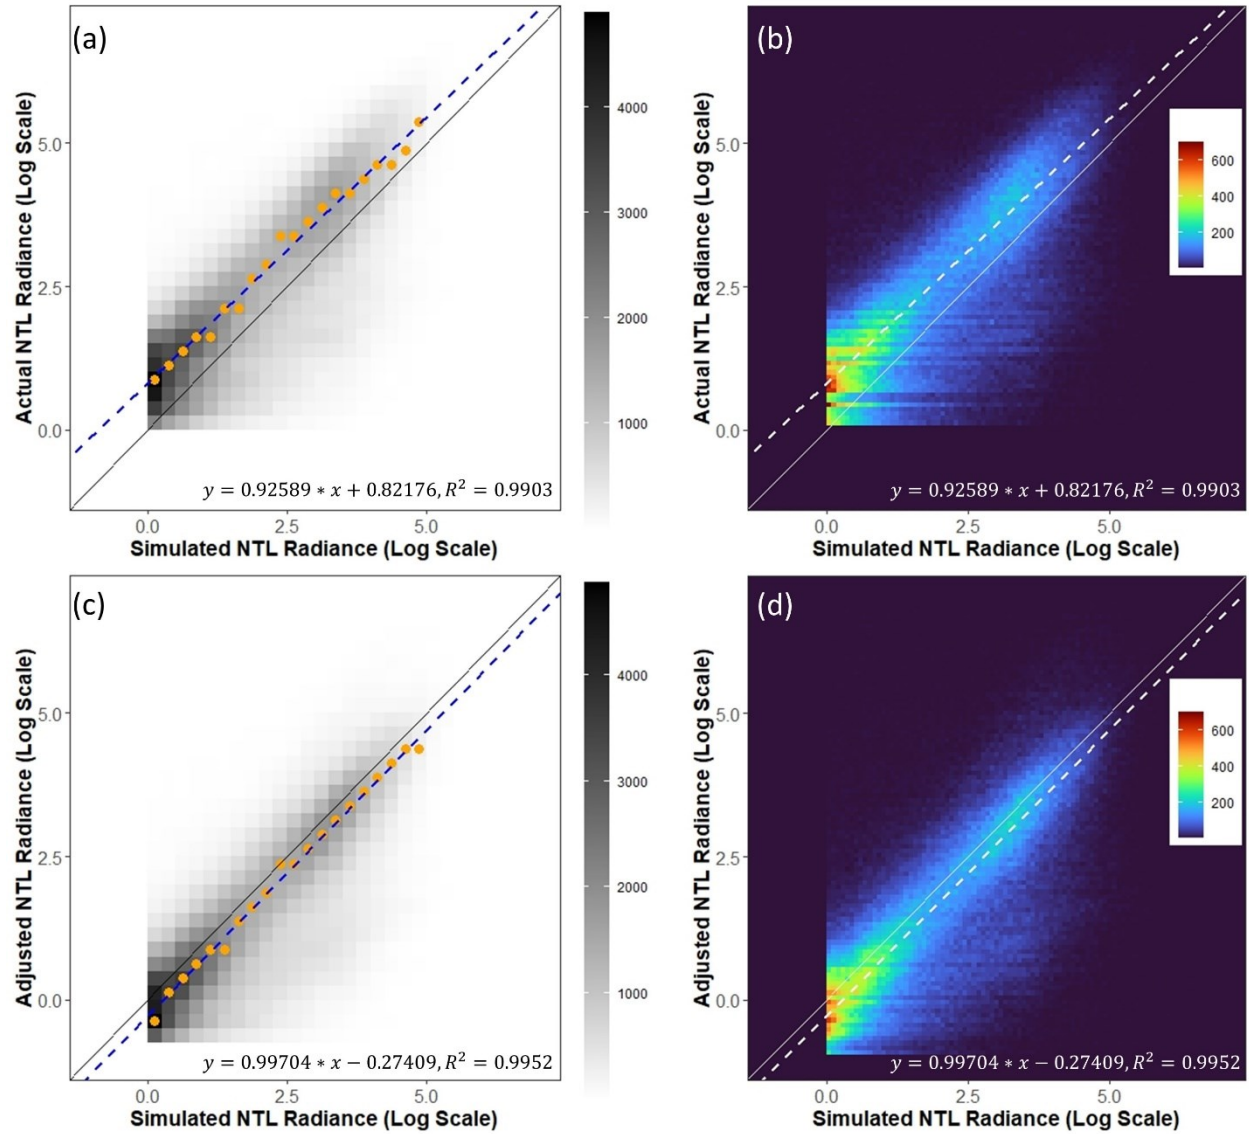 (a)
Actual NTL Radiance (Log Scale)
5.0
2.5
0.0
y = 0.92589 ∗ x + 0.82176, R² = 0.9903
0.0 2.5 5.0
Simulated NTL Radiance (Log Scale)
4000
3000
2000
1000
(b)
Actual NTL Radiance (Log Scale)
5.0
2.5
0.0
600
400
200
y = 0.92589 ∗ x + 0.82176, R² = 0.9903
0.0 2.5 5.0
Simulated NTL Radiance (Log Scale)
(c)
Adjusted NTL Radiance (Log Scale)
5.0
2.5
0.0
y = 0.99704 ∗ x − 0.27409, R² = 0.9952
0.0 2.5 5.0
Simulated NTL Radiance (Log Scale)
4000
3000
2000
1000
(d)
Adjusted NTL Radiance (Log Scale)
5.0
2.5
0.0
600
400
200
y = 0.99704 ∗ x − 0.27409, R² = 0.9952
0.0 2.5 5.0
Simulated NTL Radiance (Log Scale)